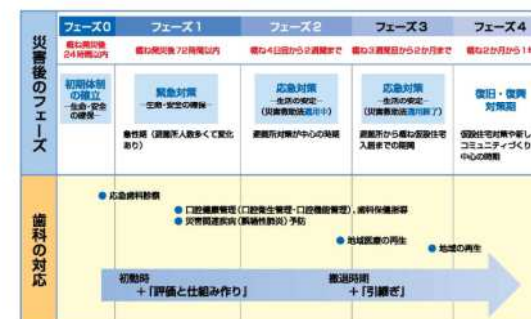 フェーズ0
フェーズ1
フェーズ2
フェーズ3
フェーズ4
災害後のフェーズ
概ね発災後
24時間以内
概ね発災後72時間以内
概ね4日目から2週間まで
概ね3週間目から2か月まで
概ね2か月から1
初期体制
の確立
−生命・安全
の確保−
緊急対策
−生命・安全の確保−
応急対策
−生活の安定−
(災害救助法適用中)
応急対策
−生活の安定−
(災害救助法適用終了)
復旧・復興
対策期
急性期(避難所人数多くて変化
あり)
避難所対策が中心の時期
避難所から概ね仮設住宅
入居までの期間
仮設住宅対策や新し
コミュニティづくり
中心の時期
歯科の対応
● 応急歯科診療
● 口腔健康管理(口腔衛生管理・口腔機能管理),歯科保健指導
● 災害関連疾病(誤嚥性肺炎)予防
● 地域医療の再生
● 地域の再生
初動時
+「評価と仕組み作り」
撤退時期
+「引継ぎ」